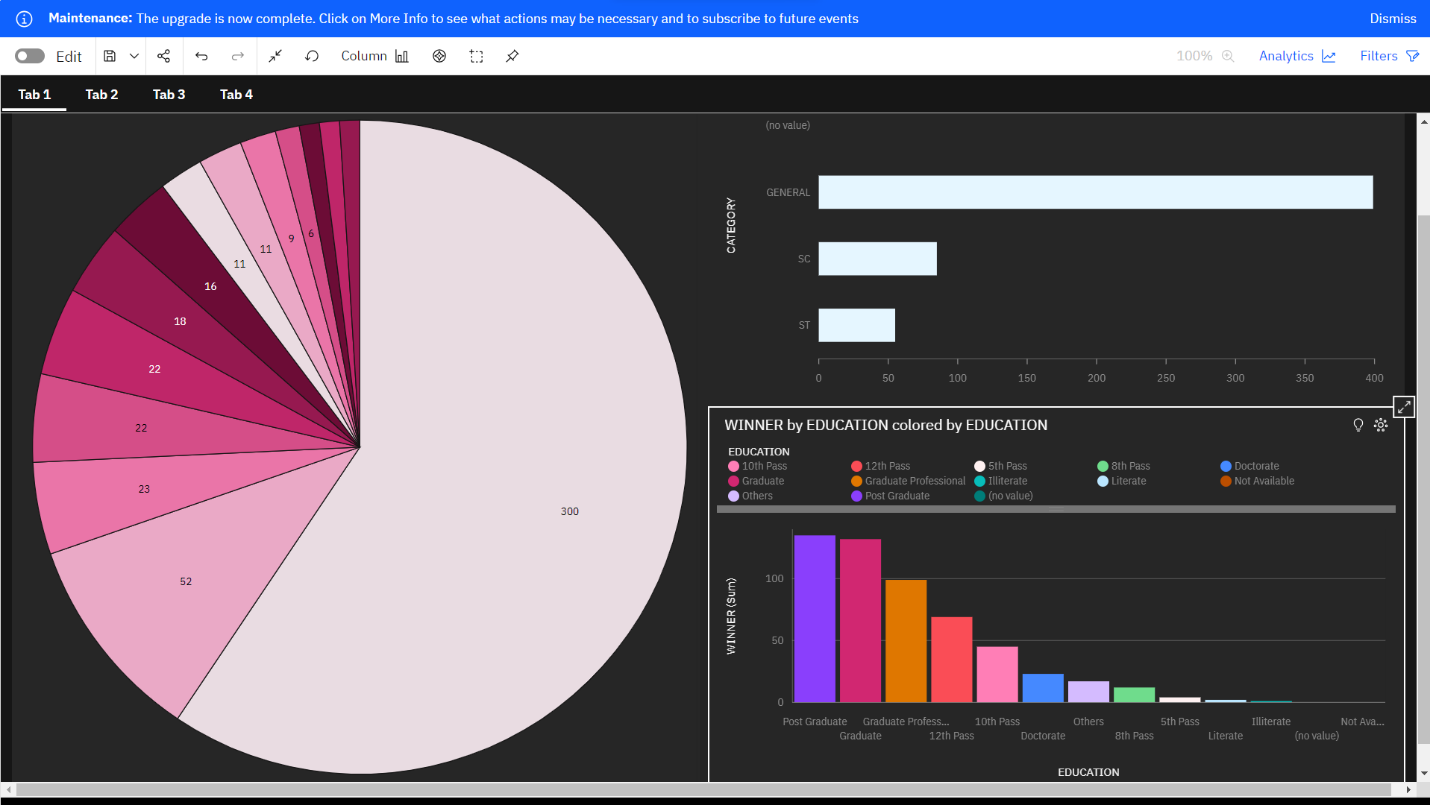 Maintenance: The upgrade is now complete. Click on More Info to see what actions may be necessary and to subscribe to future events
Dismiss
Edit
Column
100%
Analytics
Filters
Tab 1 Tab 2 Tab 3 Tab 4
6
9
11
11
16
18
22
22
23
300
52
(no value)
GENERAL
SC
ST
CATEGORY
0 50 100 150 200 250 300 350 400
WINNER by EDUCATION colored by EDUCATION
EDUCATION
10th Pass 12th Pass 5th Pass 8th Pass Doctorate
Graduate Graduate Professional Illiterate Literate Not Available
Others Post Graduate (no value)
WINNER (Sum)
100
50
0
Post Graduate Graduate Profess... 10th Pass Others 5th Pass Illiterate Not Ava...
Graduate 12th Pass Doctorate 8th Pass Literate (no value)
EDUCATION